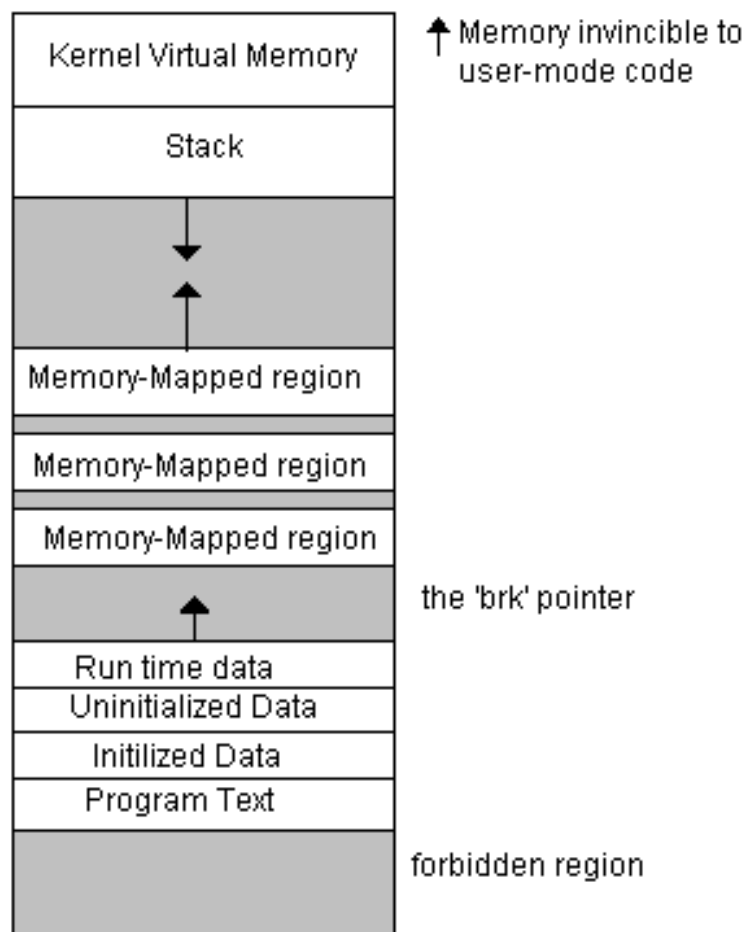 Kernel Virtual Memory
Memory invincible to
user-mode code
Stack
Memory-Mapped region
Memory-Mapped region
Memory-Mapped region
the 'brk' pointer
Run time data
Uninitialized Data
Initilized Data
Program Text
forbidden region